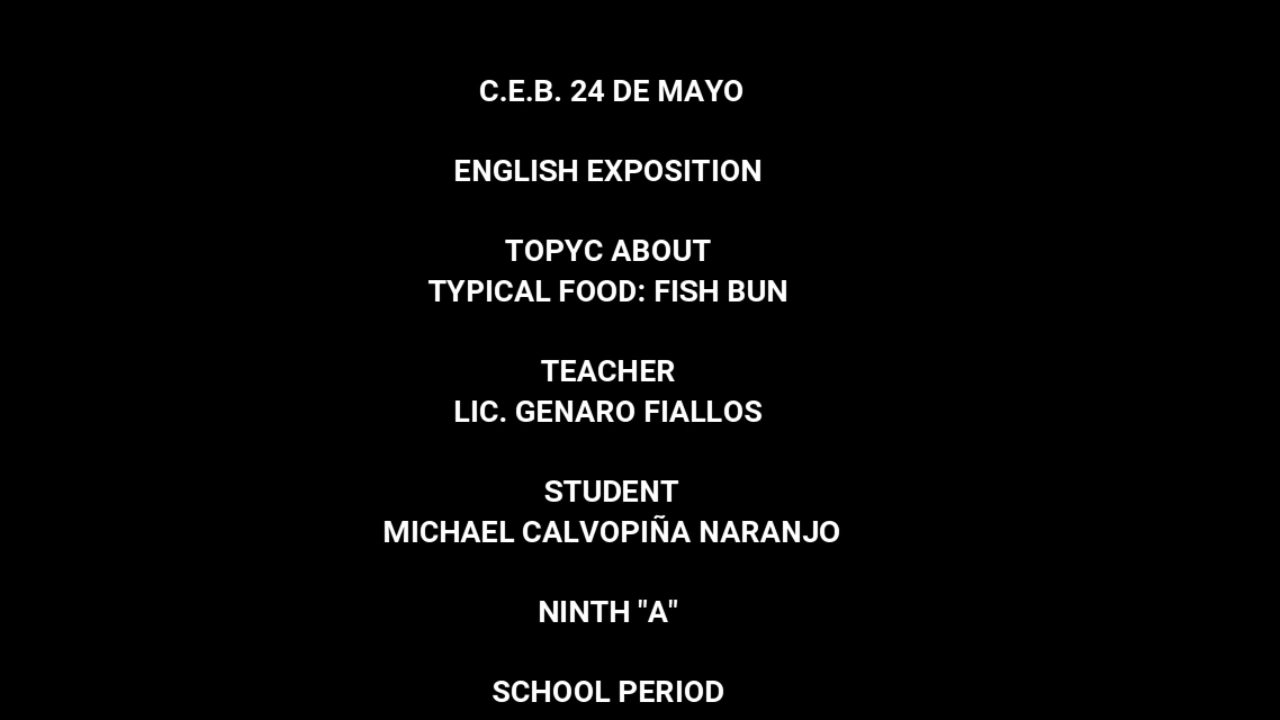 C.E.B. 24 DE MAYO
ENGLISH EXPOSITION
TOPYC ABOUT
TYPICAL FOOD: FISH BUN
TEACHER
LIC. GENARO FIALLOS
STUDENT
MICHAEL CALVOPIÑA NARANJO
NINTH "A"
SCHOOL PERIOD